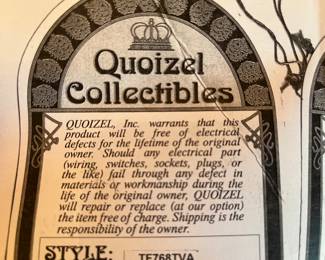 Quoizel
Collectibles
QUOIZEL, Inc. warrants that this
product will be free of electrical
defects for the lifetime of the original
owner. Should any electrical part
(wiring, switches, sockets, plugs, or
the like) fail through any defect in
materials or workmanship during the
life of the original owner, QUOIZEL
will repair or replace (at our option)
the item free of charge. Shipping is the
responsibility of the owner.
STYLE: TF768TVA